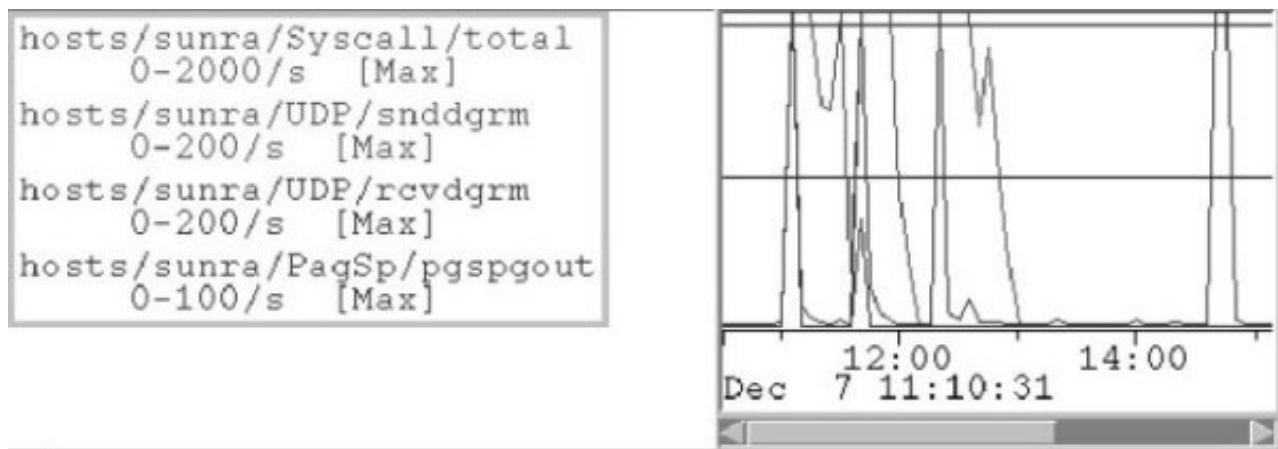 hosts/sunra/Syscall/total
0-2000/s [Max]
hosts/sunra/UDP/snddgrm
0-200/s [Max]
hosts/sunra/UDP/rcvdgrm
0-200/s [Max]
hosts/sunra/PagSp/pgspgout
0-100/s [Max]
12:00 14:00
Dec 7 11:10:31